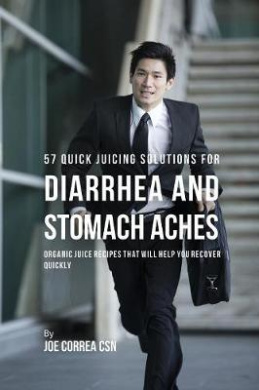 57 QUICK JUICING SOLUTIONS FOR
DIARRHEA AND
STOMACH ACHES
ORGANIC JUICE RECIPES THAT WILL HELP YOU RECOVER
QUICKLY
By
JOE CORREA CSN